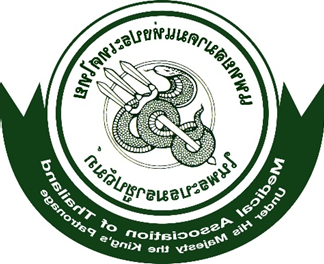 แพทยสมาคมแห่งประเทศไทย
ในพระบรมราชูปถัมภ์
Medical Association of Thailand
Under His Majesty the King's Patronage